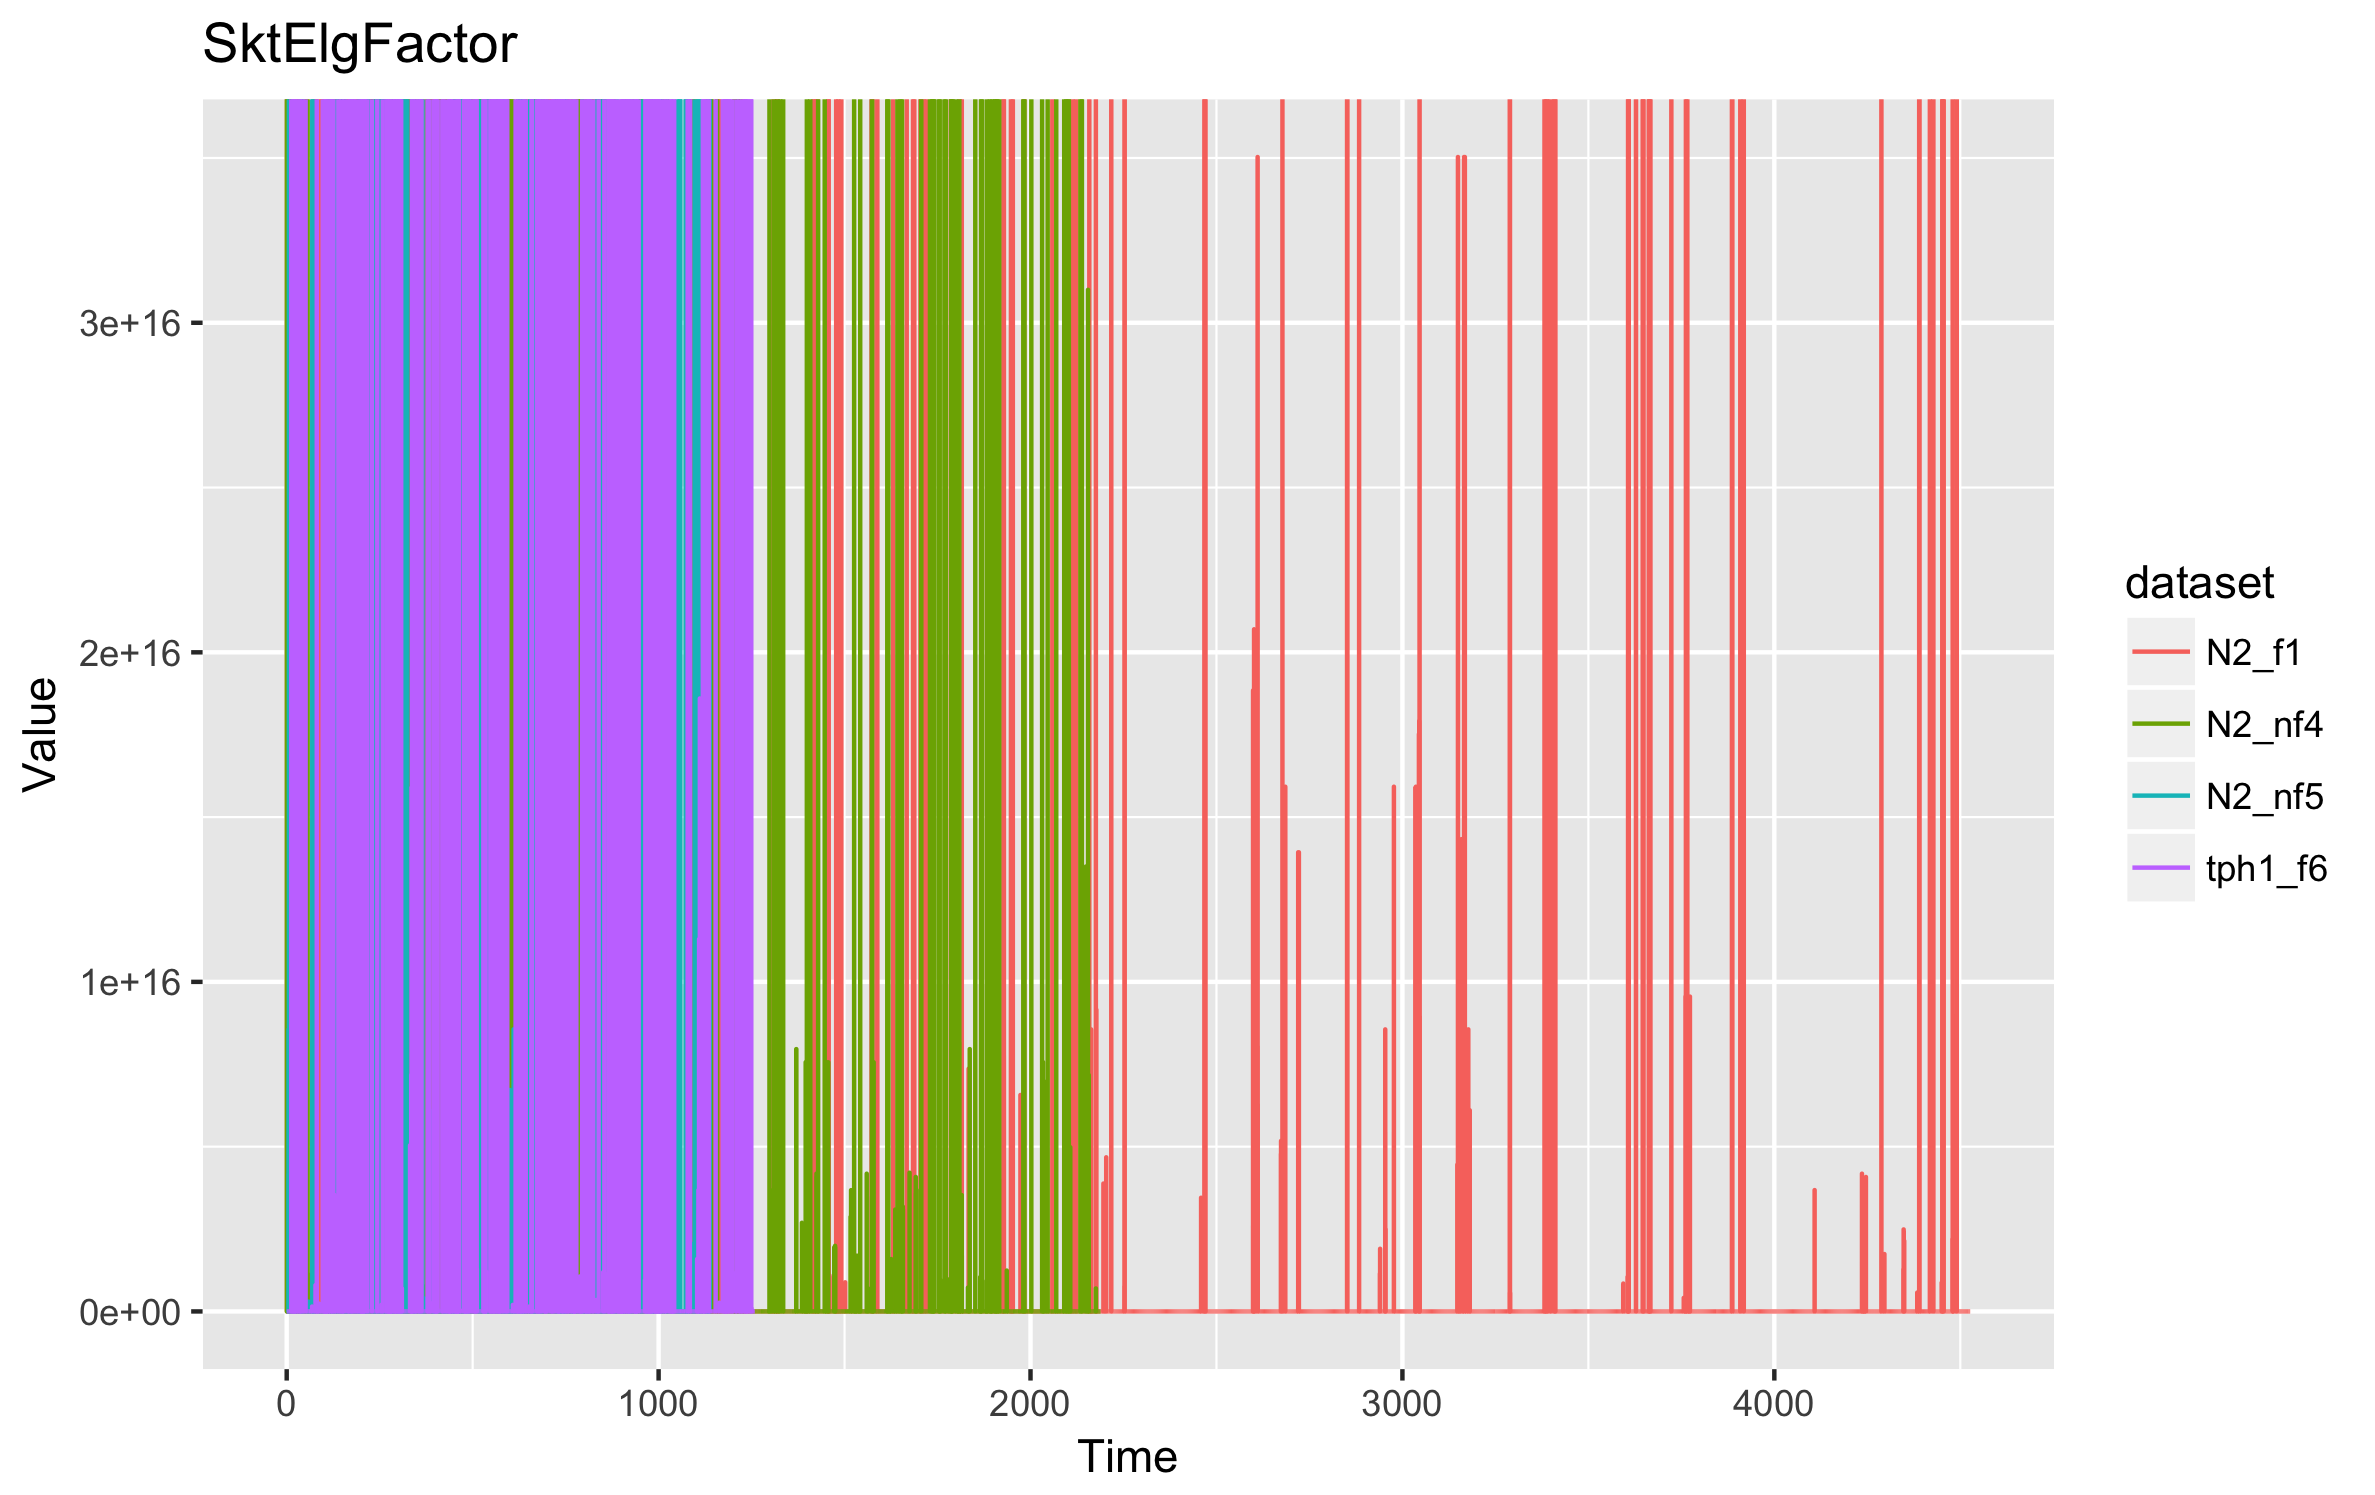 SktElgFactor
3e+16
2e+16
1e+16
0e+00
Value
0 1000 2000 3000 4000
Time
dataset
N2_f1
N2_nf4
N2_nf5
tph1_f6